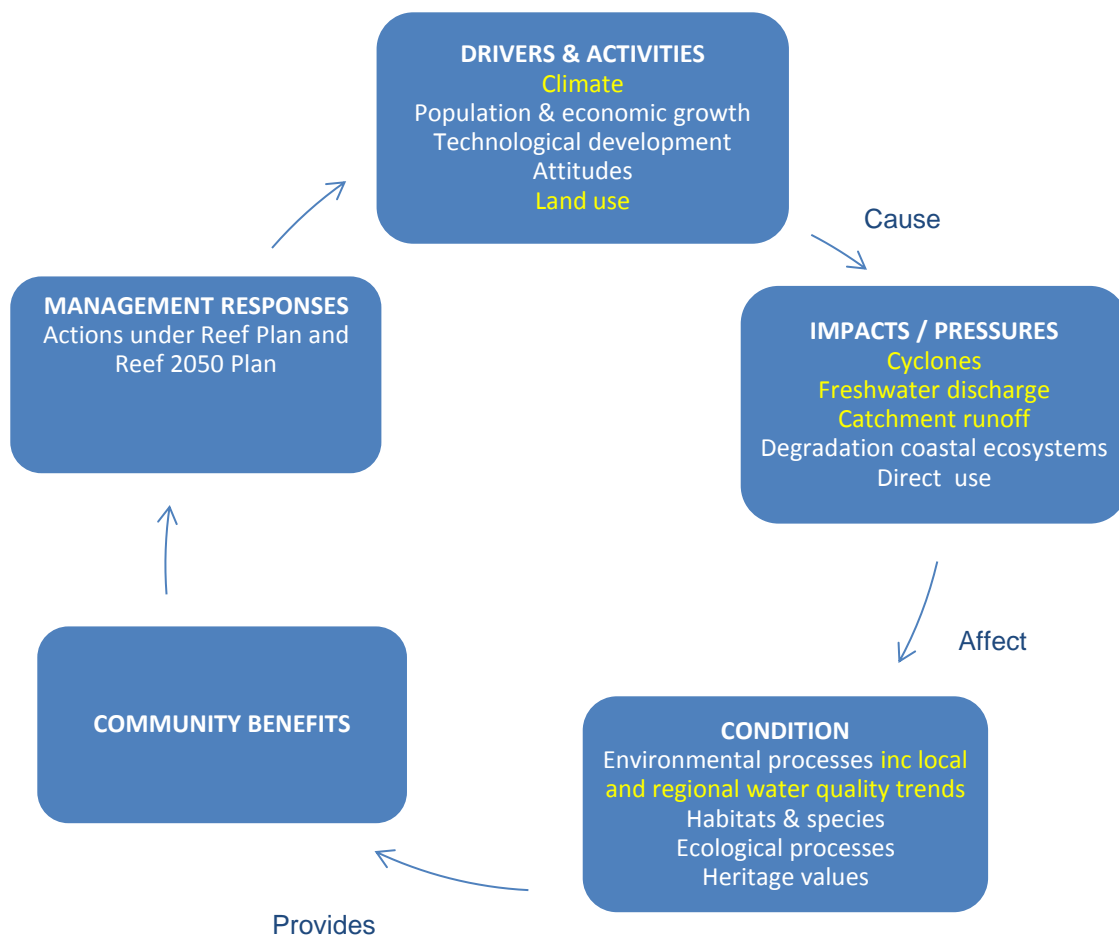 DRIVERS & ACTIVITIES
Climate
Population & economic growth
Technological development
Attitudes
Land use
Cause
IMPACTS / PRESSURES
Cyclones
Freshwater discharge
Catchment runoff
Degradation coastal ecosystems
Direct use
Affect
CONDITION
Environmental processes inc local
and regional water quality trends
Habitats & species
Ecological processes
Heritage values
Provides
COMMUNITY BENEFITS
MANAGEMENT RESPONSES
Actions under Reef Plan and
Reef 2050 Plan